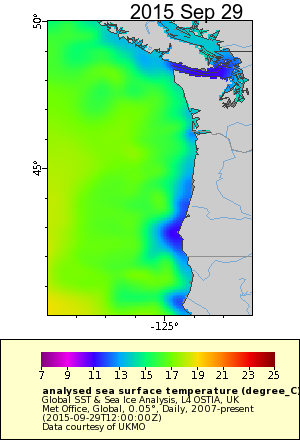 2015 Sep 29
50°
45°
-125°
7 9 11 13 15 17 19 21 23 25
analysed sea surface temperature (degree_C)
Global SST & Sea Ice Analysis, L4 OSTIA, UK
Met Office, Global, 0.05°, Daily, 2007-present
(2015-09-29T12:00:00Z)
Data courtesy of UKMO